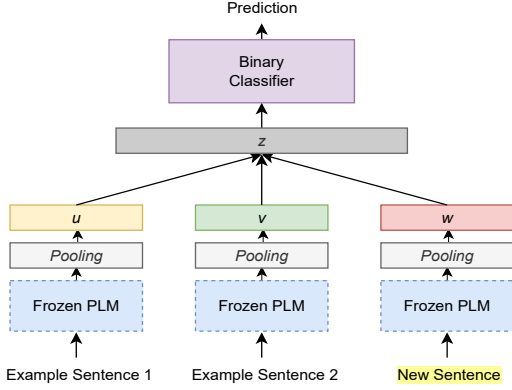 Prediction
Binary
Classifier
z
u
v
w
Pooling
Pooling
Pooling
Frozen PLM
Frozen PLM
Frozen PLM
Example Sentence 1
Example Sentence 2
New Sentence